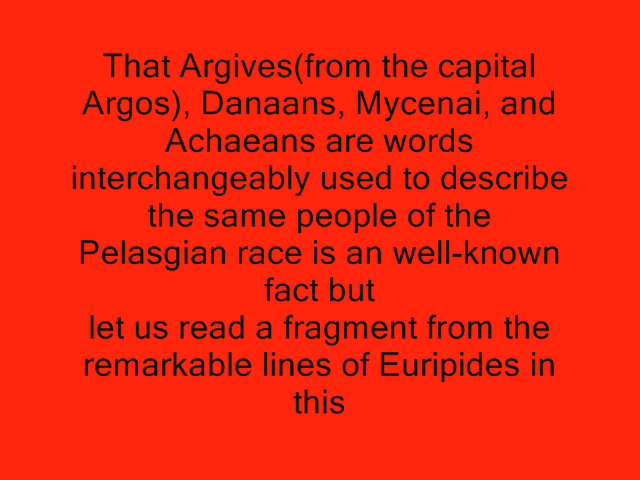 That Argives(from the capital
Argos), Danaans, Mycenai, and
Achaeans are words
interchangeably used to describe
the same people of the
Pelasgian race is an well-known
fact but
let us read a fragment from the
remarkable lines of Euripides in
this